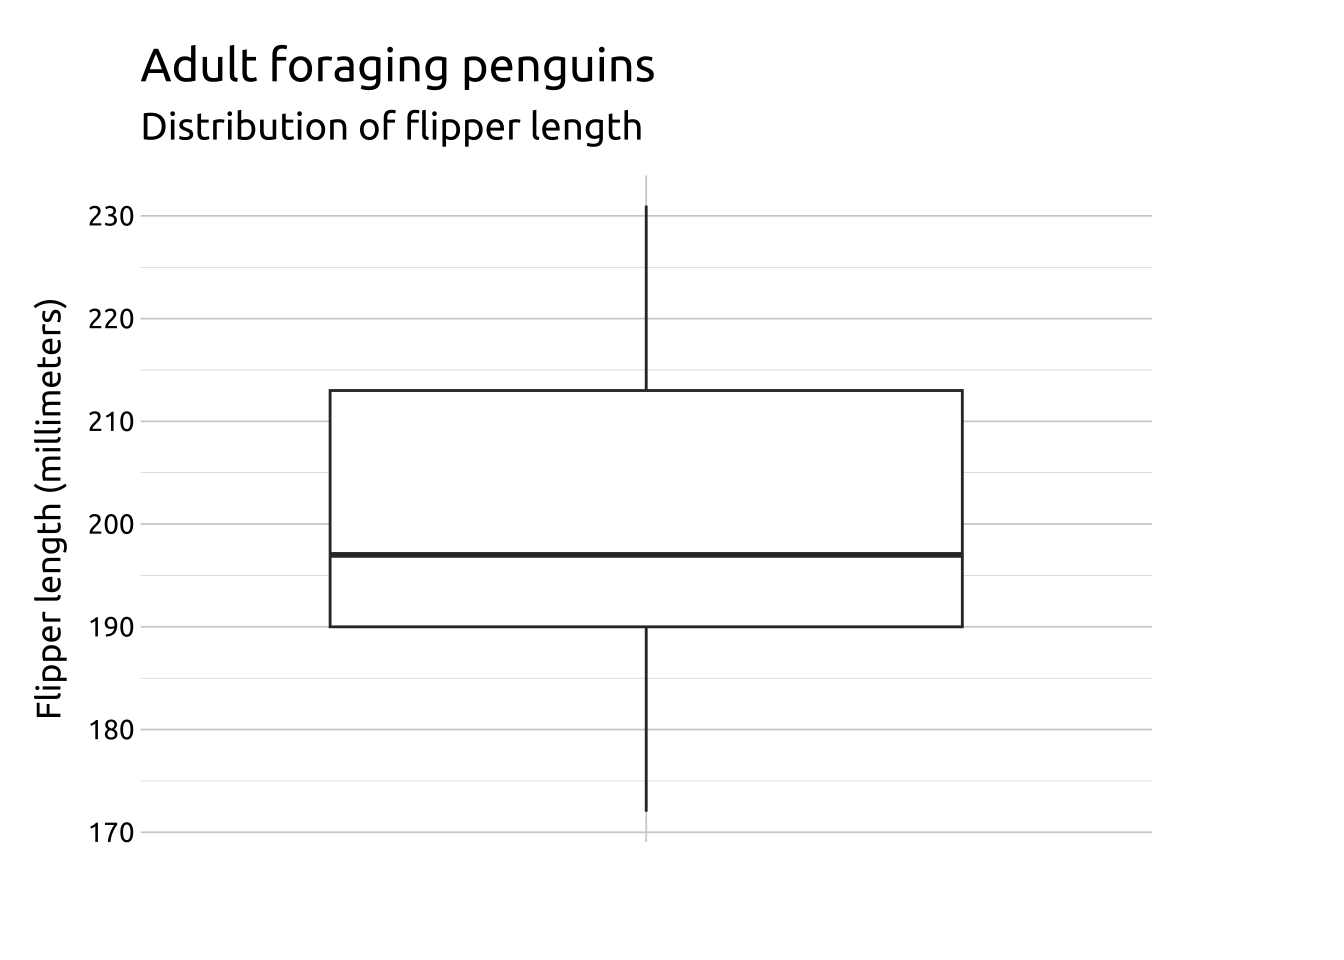 Adult foraging penguins
Distribution of flipper length
Flipper length (millimeters)
230
220
210
200
190
180
170